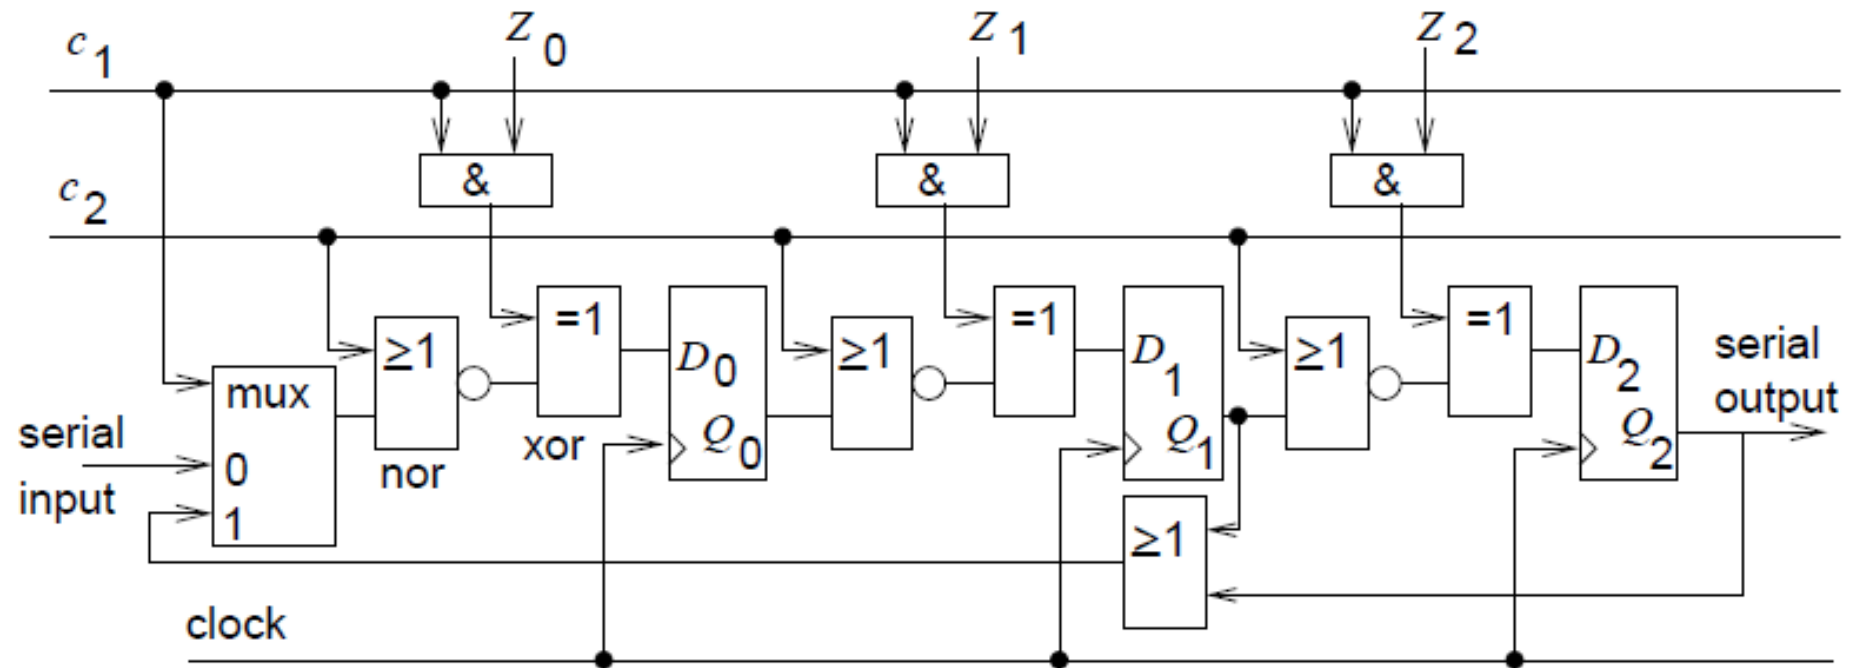 c1 Z0 Z1 Z2
c2 & & &
=1 =1 =1
≥1 ≥1 ≥1
D0 D1 D2 serial
mux output
Q0 Q1 Q2
serial xor
input 0 nor
1 ≥1
clock